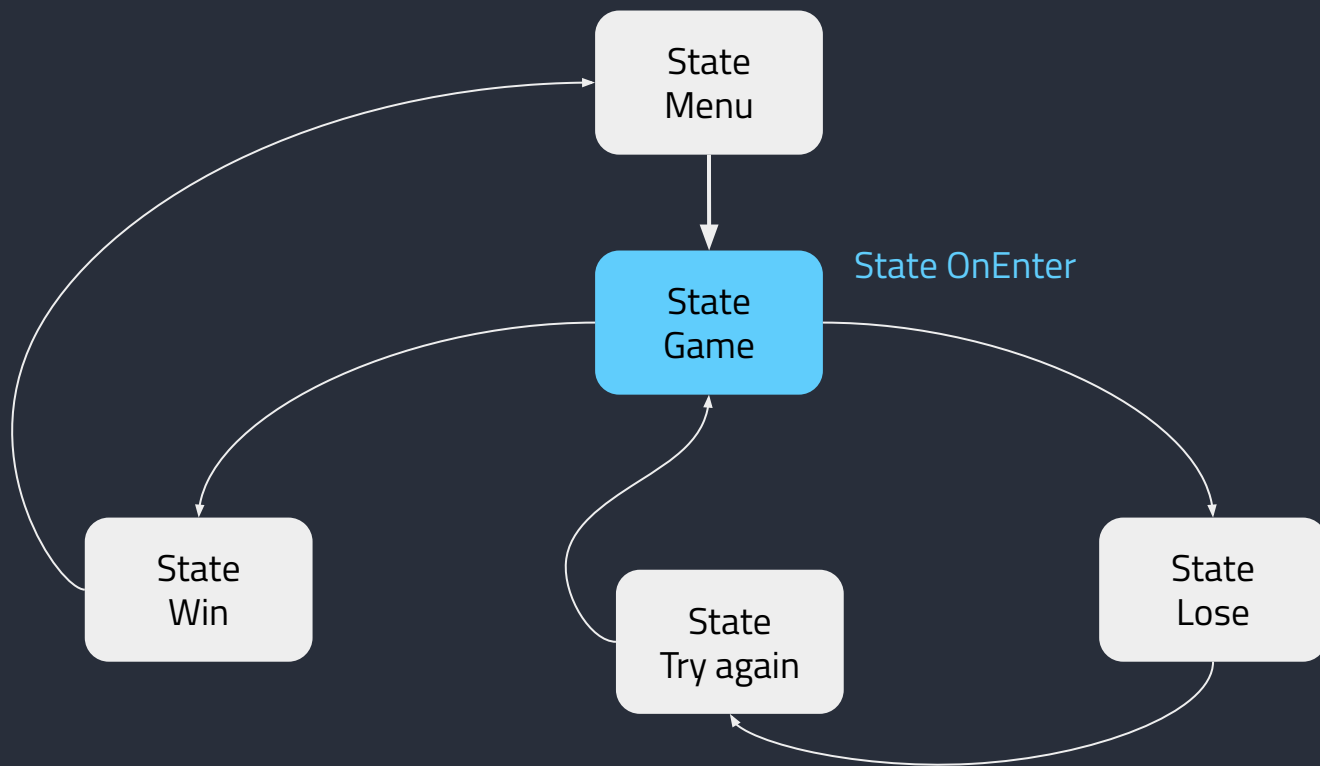 State
Menu
State OnEnter
State
Game
State
Win
State
Try again
State
Lose